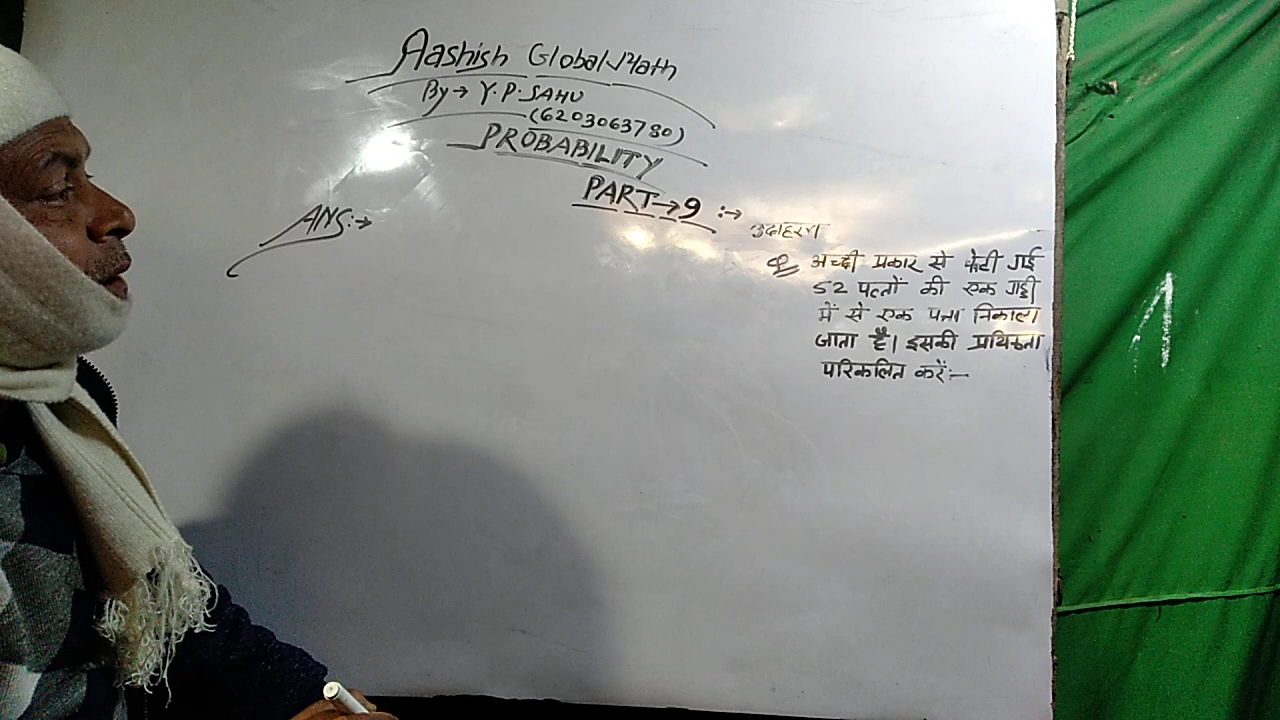 Aashish Global Math
By → Y.P. SAHU
(6203063780)
PROBABILITY
PART → 9 :→
ANS :→
उदाहरण
Q अच्छी प्रकार से फेटी गई
52 पत्तों की एक गड्डी
में से एक पत्ता निकाला
जाता है। इसकी प्रायिकता
परिकलित करें:—
1